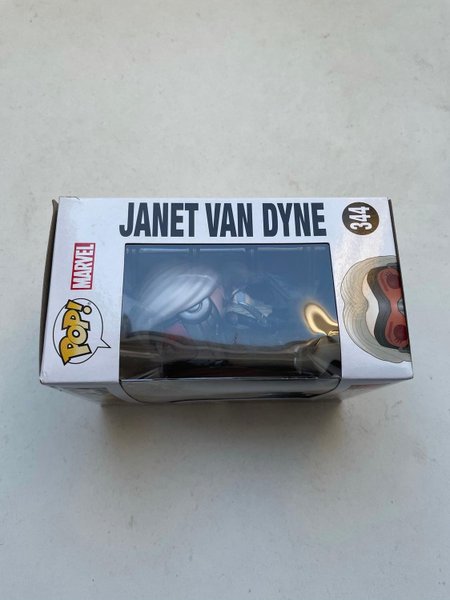 JANET VAN DYNE
344
MARVEL
POP!